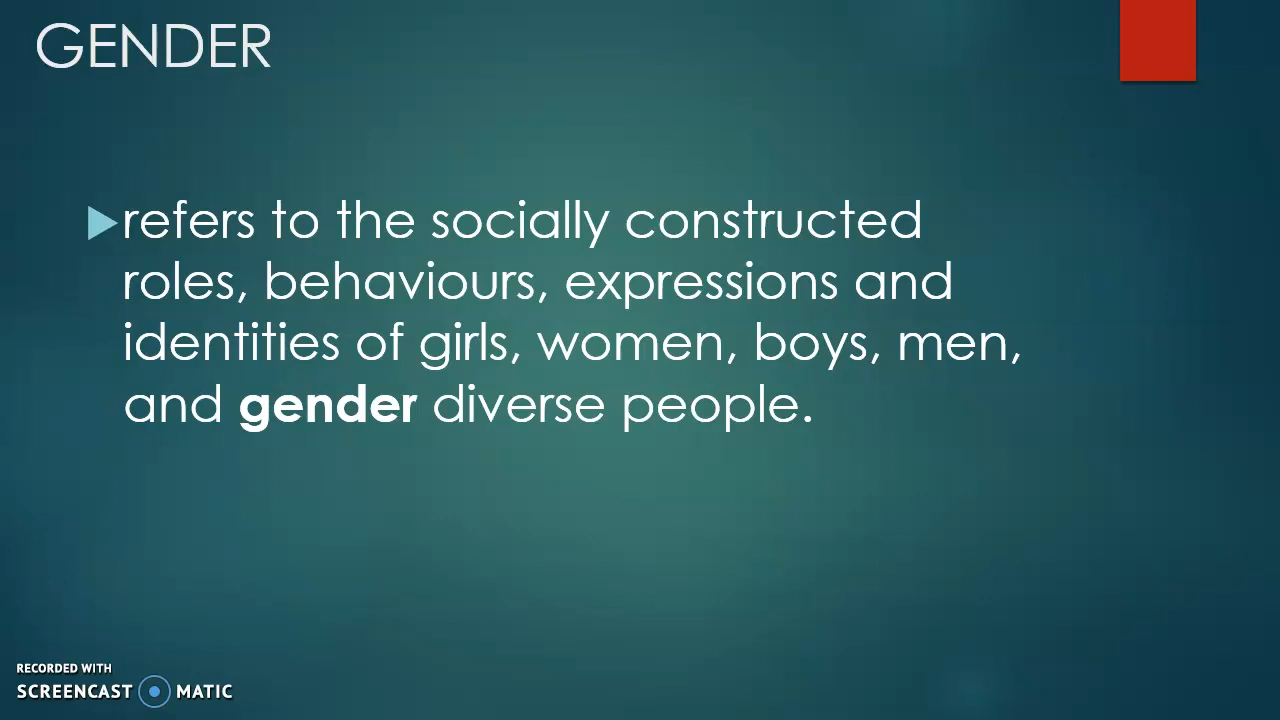 GENDER
refers to the socially constructed
roles, behaviours, expressions and
identities of girls, women, boys, men,
and gender diverse people.
RECORDED WITH
SCREENCAST MATIC